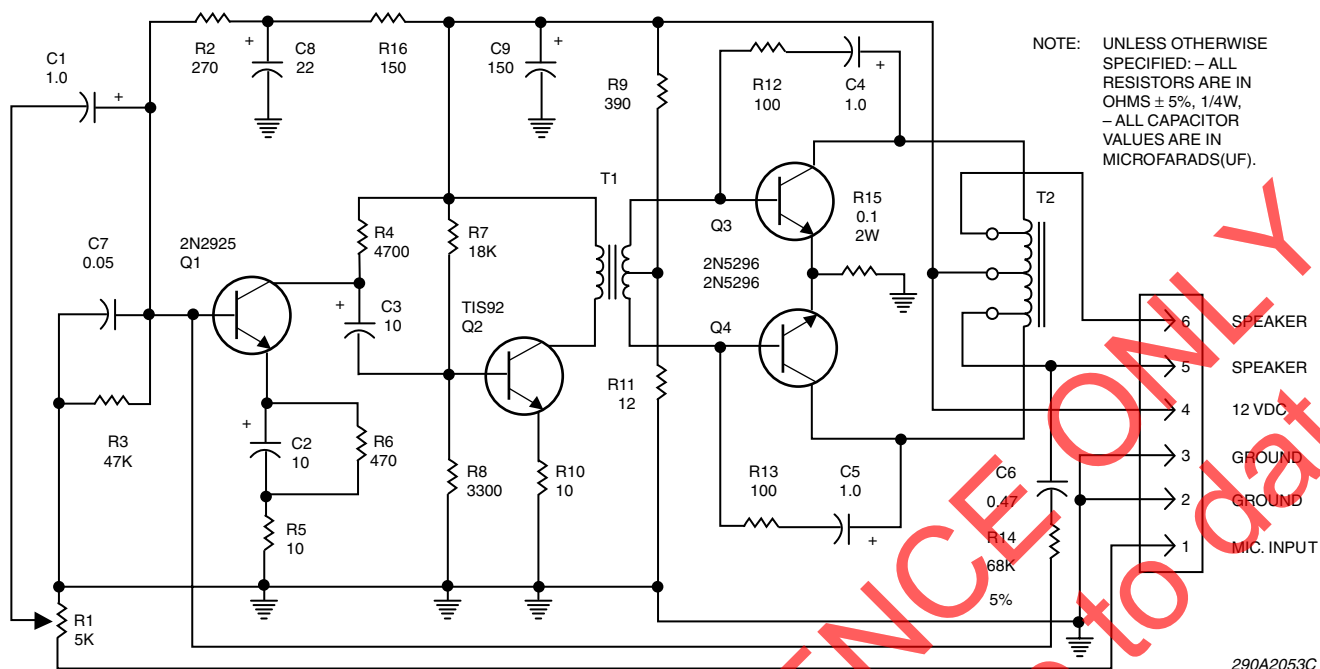 C1
1.0
+
R2
270
+
C8
22
R16
150
C9
150
+
R9
390
R12
100
C4
1.0
+
NOTE: UNLESS OTHERWISE
SPECIFIED: – ALL
RESISTORS ARE IN
OHMS ± 5%, 1/4W,
– ALL CAPACITOR
VALUES ARE IN
MICROFARADS(UF).
C7
0.05
2N2925
Q1
R4
4700
R7
18K
+
C3
10
TIS92
Q2
T1
Q3
R15
0.1
2W
2N5296
2N5296
Q4
T2
R3
47K
+
C2
10
R6
470
R5
10
R8
3300
R10
10
R11
12
R13
100
C5
1.0
+
C6
0.47
R14
68K
5%
6 SPEAKER
5 SPEAKER
4 12 VDC
3 GROUND
2 GROUND
1 MIC. INPUT
R1
5K
290A2053C
ENCE ONLY
to dat